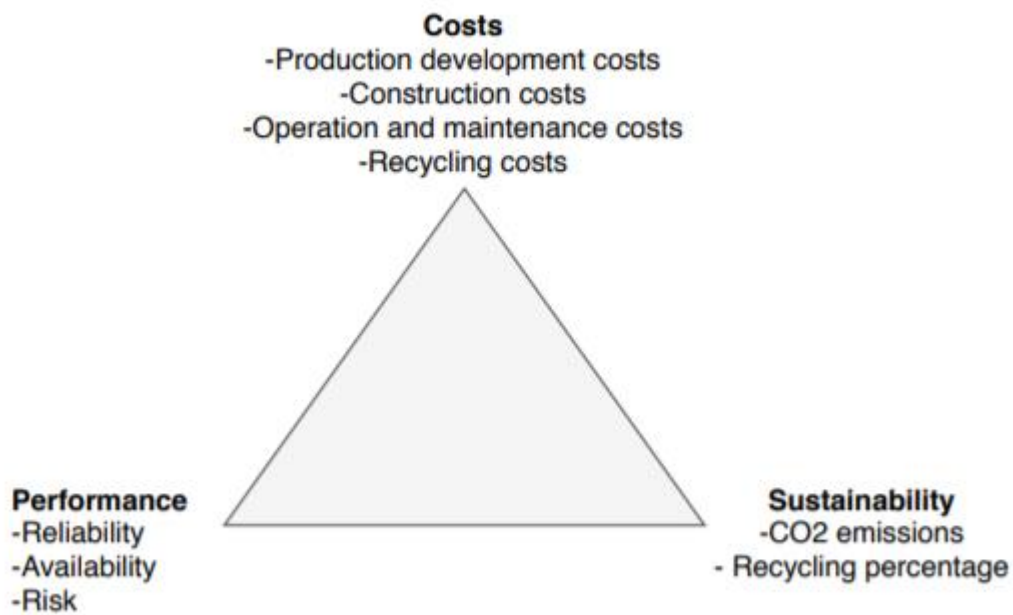 Costs
-Production development costs
-Construction costs
-Operation and maintenance costs
-Recycling costs
Performance
-Reliability
-Availability
-Risk
Sustainability
-CO2 emissions
- Recycling percentage